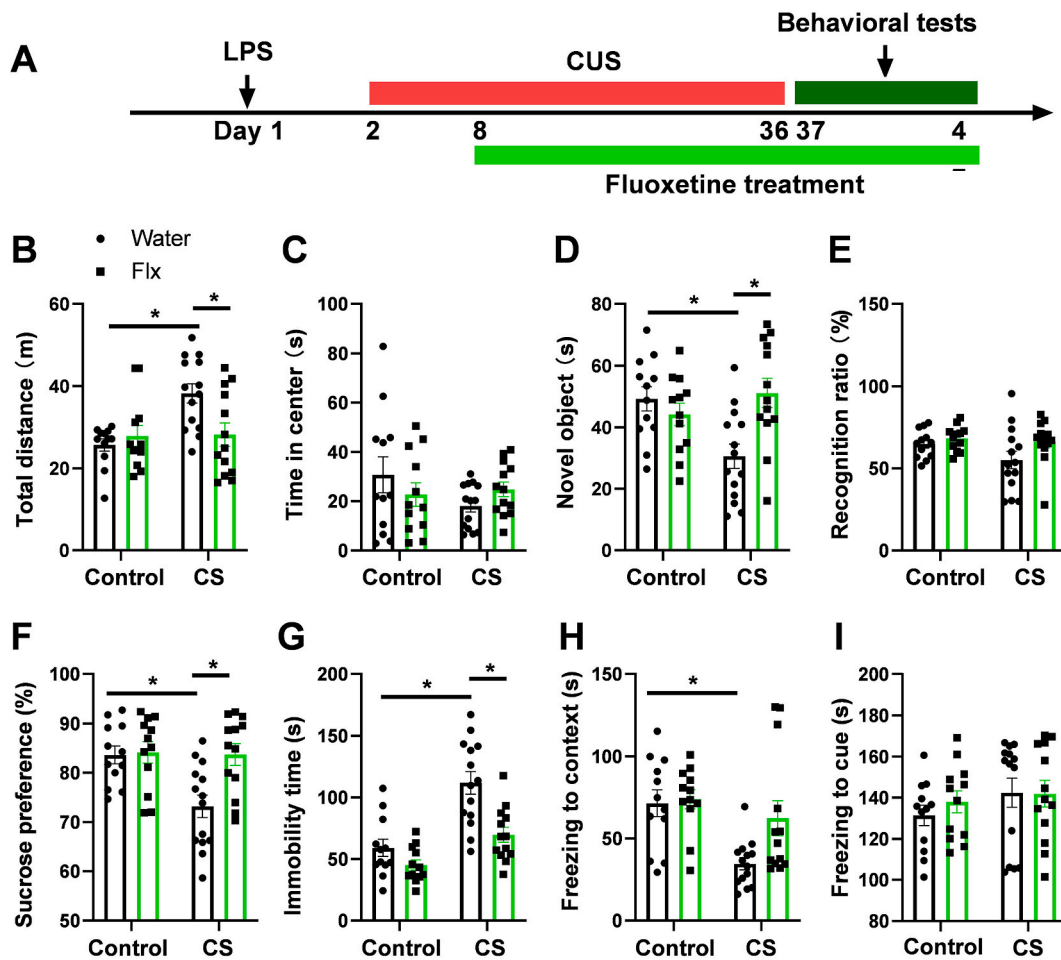 A
LPS
CUS
Behavioral tests
Day 1
2
8
36
37
4
_
Fluoxetine treatment
B
Water
Flx
Total distance (m)
60
40
20
0
*
*
Control
CS
C
Time in center (s)
100
80
60
40
20
0
Control
CS
D
Novel object (s)
80
60
40
20
0
*
*
Control
CS
E
Recognition ratio (%)
150
100
50
0
Control
CS
F
Sucrose preference (%)
100
90
80
70
60
50
*
*
Control
CS
G
Immobility time (s)
200
150
100
50
0
*
*
Control
CS
H
Freezing to context (s)
150
100
50
0
*
Control
CS
I
Freezing to cue (s)
200
180
160
140
120
100
80
Control
CS